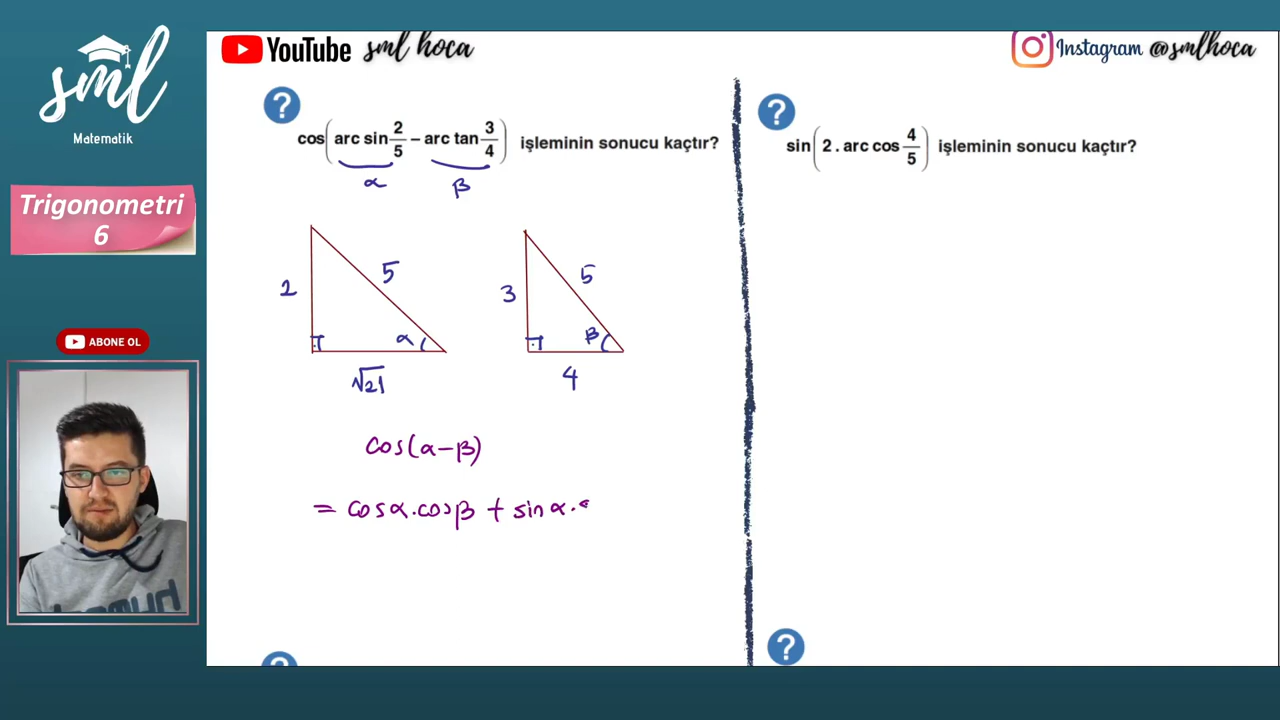 YouTube sml hoca
Instagram @smlhoca
sml
Matematik
Trigonometri
6
ABONE OL
? cos(arc sin 2/5 − arc tan 3/4) işleminin sonucu kaçtır?
α β
2 5 α √21
3 5 β 4
cos(α−β)
= cosα.cosβ + sinα.
? sin(2 . arc cos 4/5) işleminin sonucu kaçtır?
?
?